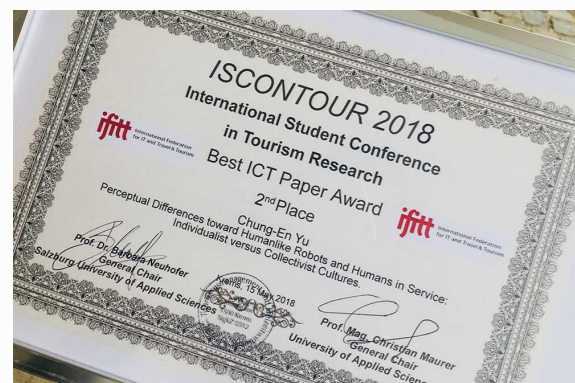 ISCONTOUR 2018
International Student Conference
in Tourism Research
Best ICT Paper Award
2nd Place
Chung-En Yu
Perceptual Differences toward Humanlike Robots and Humans in Service:
Individualist versus Collectivist Cultures.
ifitt International Federation
for IT and Travel & Tourism
ifitt International Federation
for IT and Travel & Tourism
Prof. Dr. Barbara Neuhofer
General Chair
Salzburg University of Applied Sciences
Krems, 15 May 2018
Prof. Mag. Christian Maurer
General Chair
University of Applied